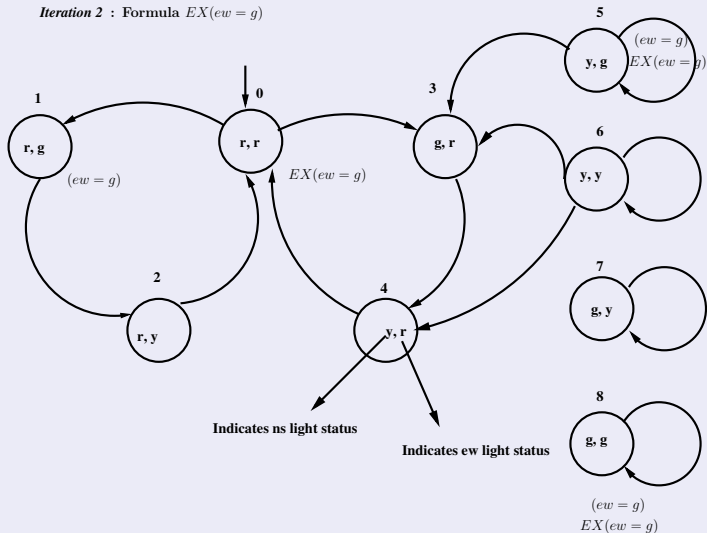 Iteration 2 : Formula EX(ew = g)
5
(ew = g)
y, g
EX(ew = g)
0
1
3
r, r
r, g
g, r
6
y, y
EX(ew = g)
(ew = g)
7
2
4
g, y
r, y
y, r
8
Indicates ns light status
Indicates ew light status
g, g
(ew = g)
EX(ew = g)